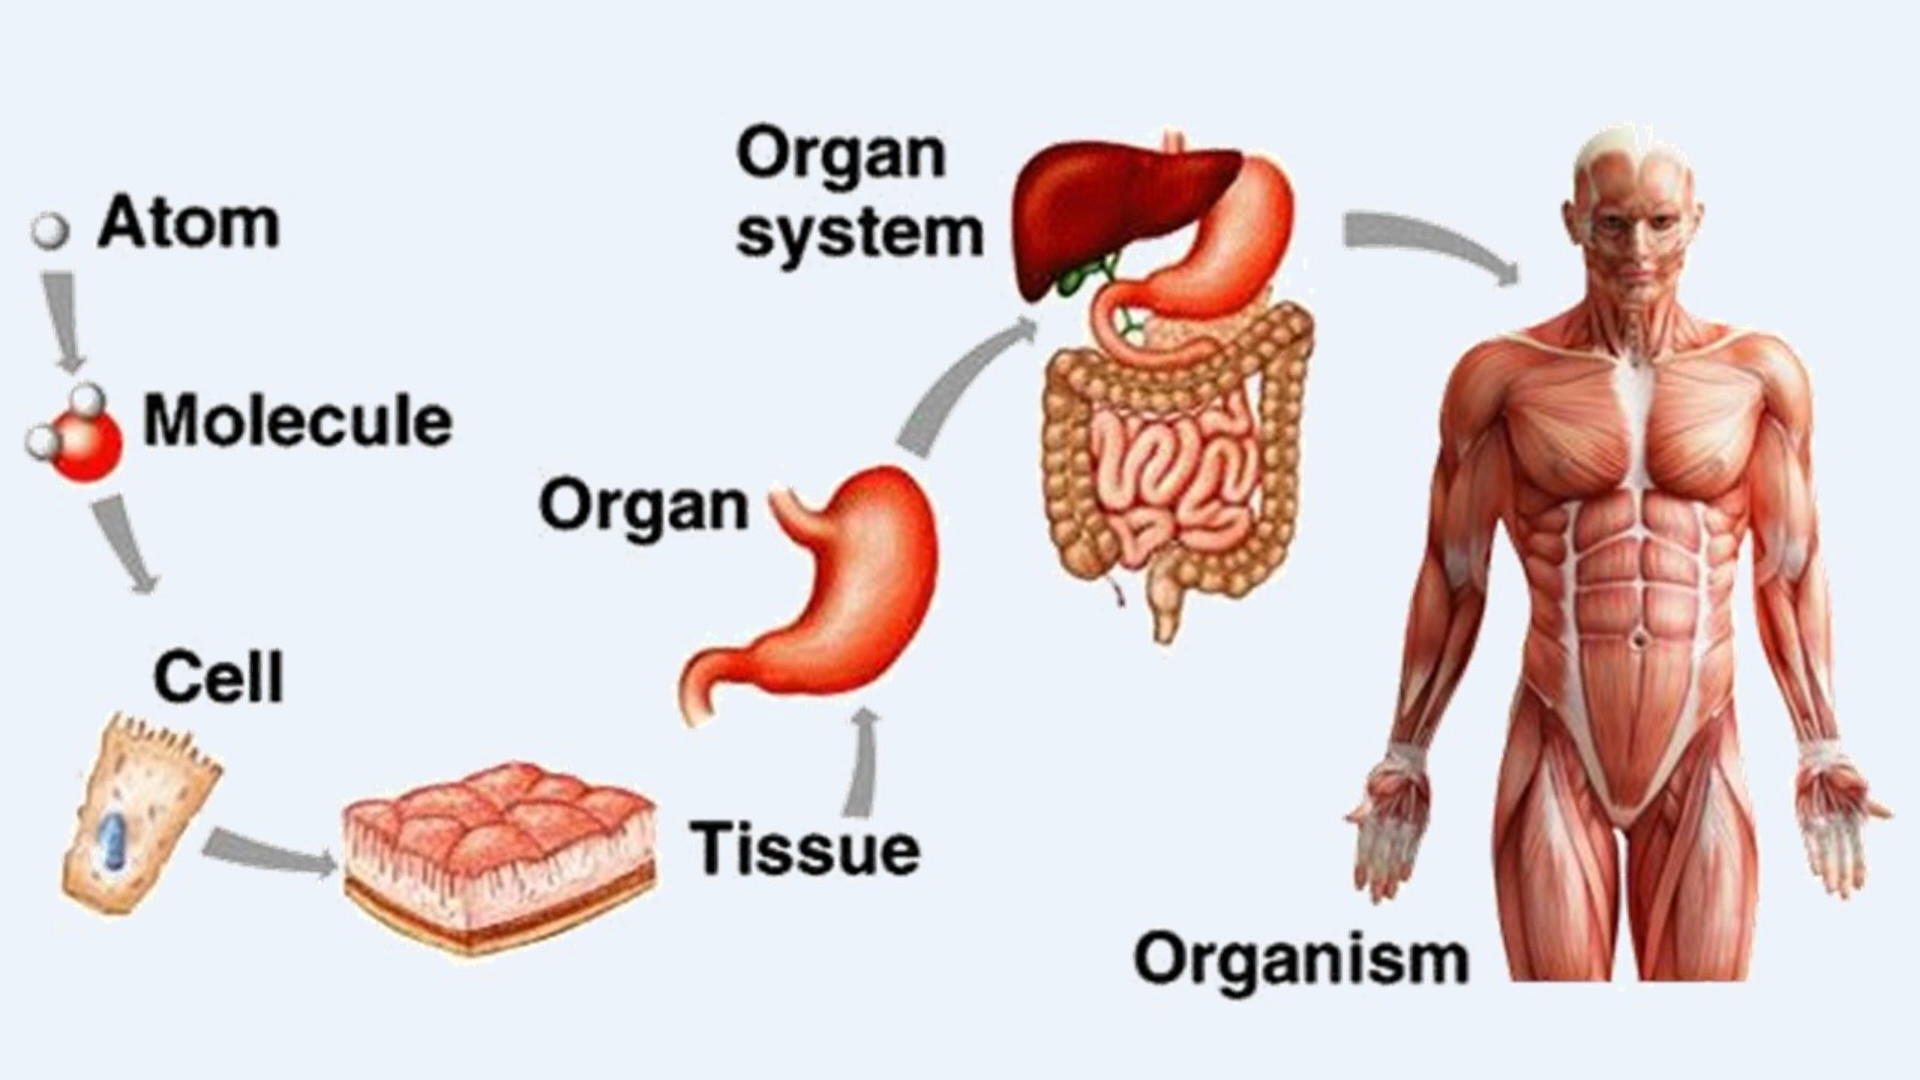 Atom
Molecule
Cell
Tissue
Organ
Organ
system
Organism